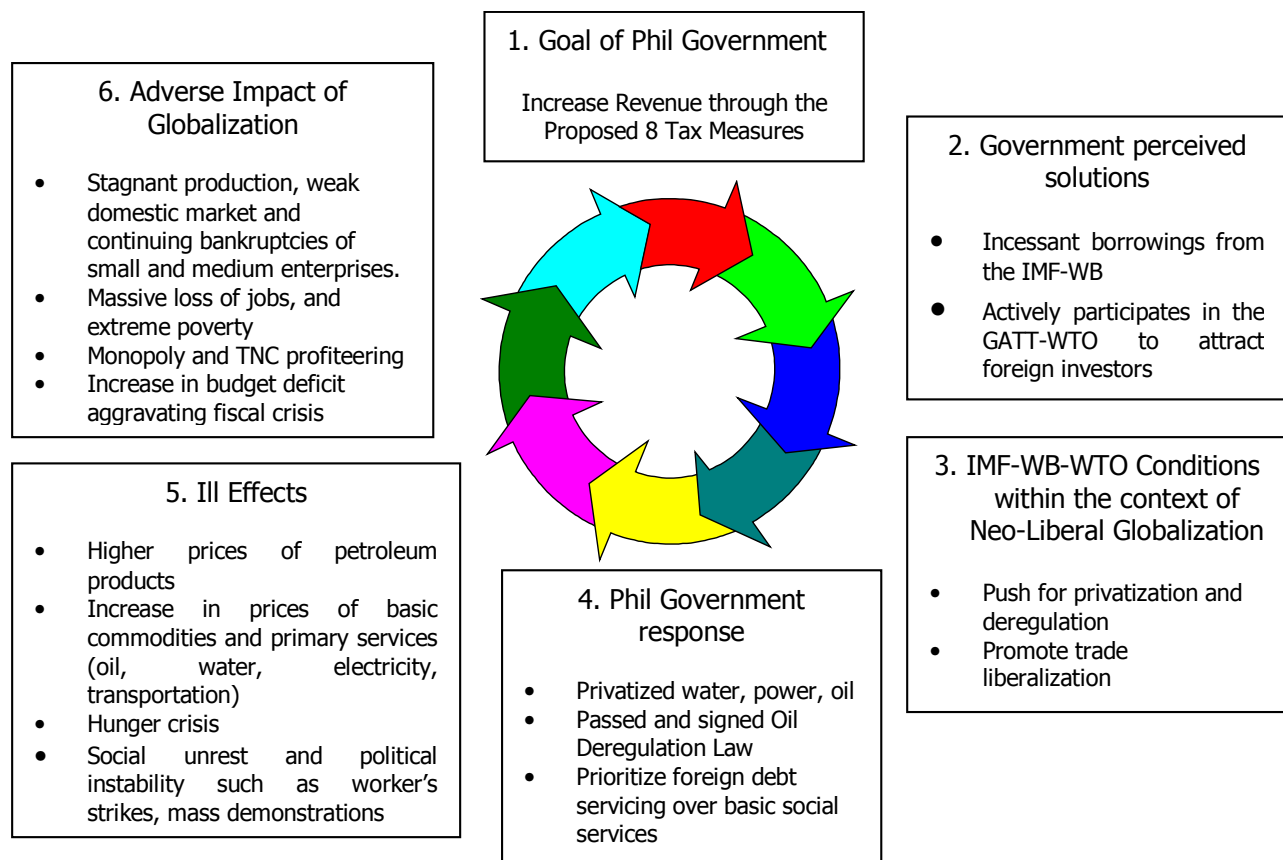 1. Goal of Phil Government
Increase Revenue through the
Proposed 8 Tax Measures
2. Government perceived
solutions
• Incessant borrowings from
the IMF-WB
• Actively participates in the
GATT-WTO to attract
foreign investors
3. IMF-WB-WTO Conditions
within the context of
Neo-Liberal Globalization
• Push for privatization and
deregulation
• Promote trade
liberalization
4. Phil Government
response
• Privatized water, power, oil
• Passed and signed Oil
Deregulation Law
• Prioritize foreign debt
servicing over basic social
services
5. Ill Effects
• Higher prices of petroleum
products
• Increase in prices of basic
commodities and primary services
(oil, water, electricity,
transportation)
• Hunger crisis
• Social unrest and political
instability such as worker’s
strikes, mass demonstrations
6. Adverse Impact of
Globalization
• Stagnant production, weak
domestic market and
continuing bankruptcies of
small and medium enterprises.
• Massive loss of jobs, and
extreme poverty
• Monopoly and TNC profiteering
• Increase in budget deficit
aggravating fiscal crisis